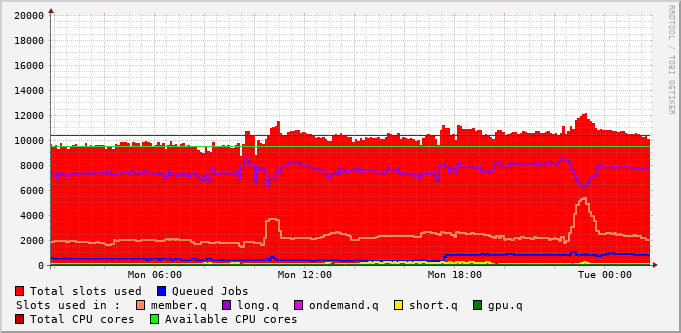 RRDTOOL / TOBI OETIKER
20000
18000
16000
14000
12000
10000
8000
6000
4000
2000
0
Mon 06:00 Mon 12:00 Mon 18:00 Tue 00:00
Total slots used Queued Jobs
Slots used in : member.q long.q ondemand.q short.q gpu.q
Total CPU cores Available CPU cores